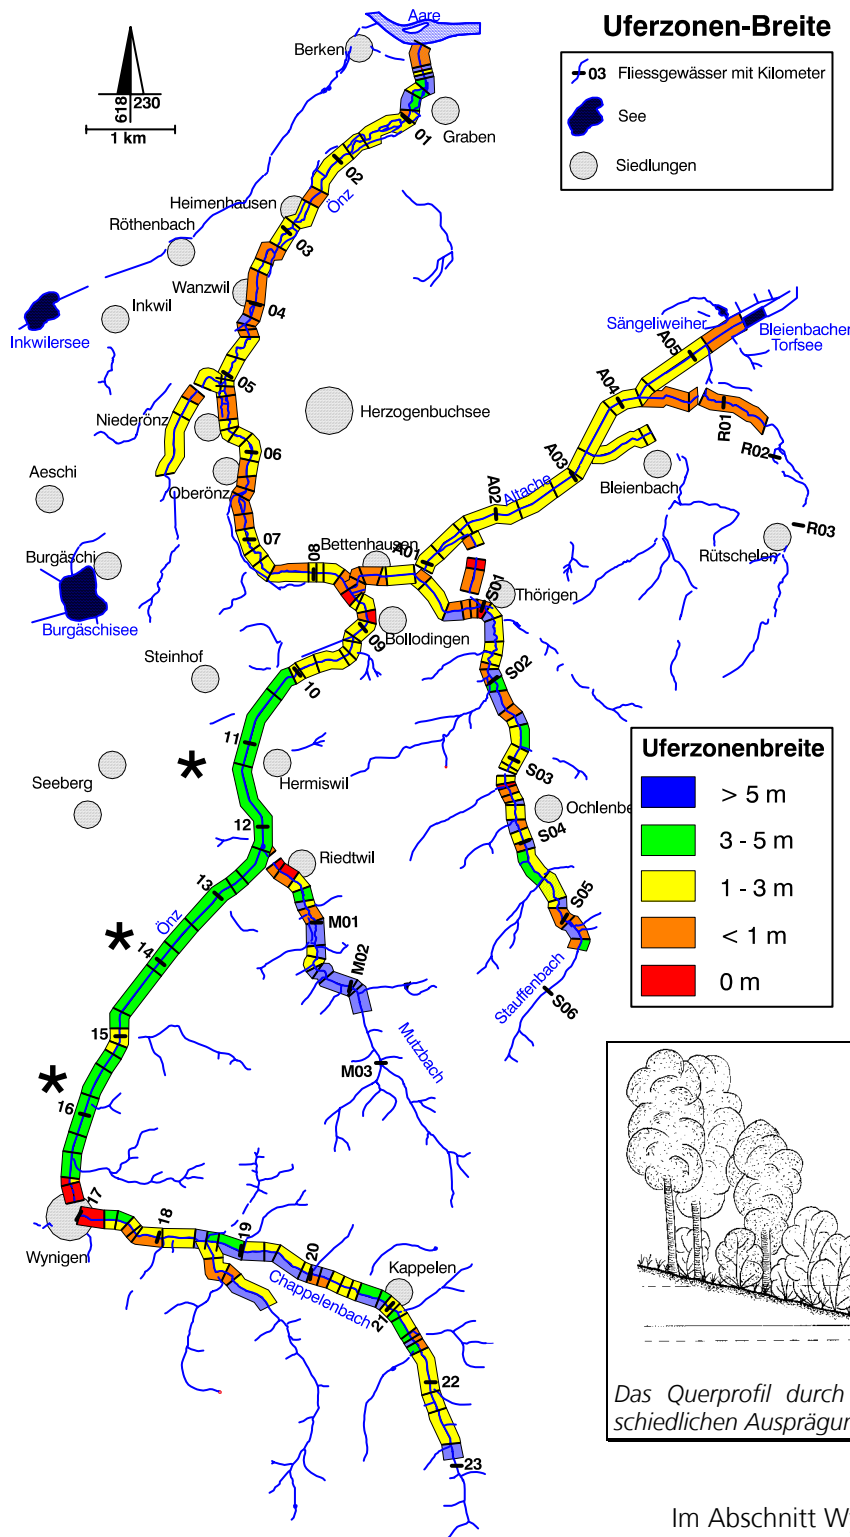 Uferzonen-Breite
03 Fliessgewässer mit Kilometer
See
Siedlungen
618 230
1 km
Aare
Berken
Graben
01
02
Önz
Heimenhausen
03
Röthenbach
Wanzwil
04
Inkwil
Inkwilersee
05
Niederönz
Herzogenbuchsee
06
Aeschi
Oberönz
07
Burgäschi
Burgäschisee
08
Bettenhausen
A01
A02
Altache
A03
A04
A05
Sängeliweiher
Bleienbacher
Torfsee
R01
R02
R03
Bleienbach
Rütschelen
Thörigen
S01
Bollodingen
09
Steinhof
10
S02
11
*
Seeberg
Hermiswil
S03
Ochlenbe
12
S04
Riedtwil
13
S05
Önz
14
*
M01
M02
Stauffenbach
S06
15
Mutzbach
M03
*
16
17
Wynigen
18
19
20
Chappelenbach
Kappelen
21
22
23
Uferzonenbreite
> 5 m
3 - 5 m
1 - 3 m
< 1 m
0 m
Das Querprofil durch
schiedlichen Ausprägun
Im Abschnitt W